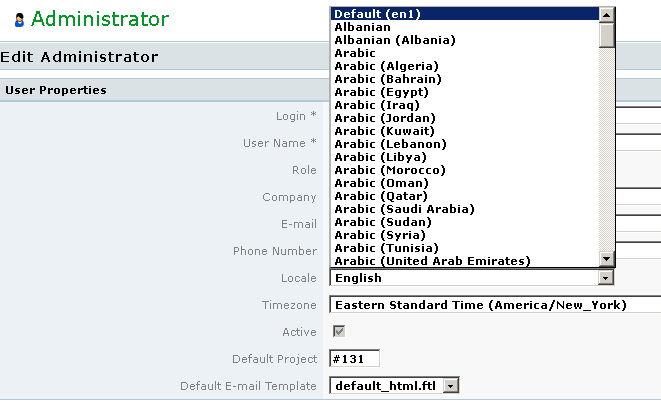 Administrator
Edit Administrator
User Properties
Default (en1)
Albanian
Albanian (Albania)
Arabic
Arabic (Algeria)
Arabic (Bahrain)
Arabic (Egypt)
Arabic (Iraq)
Arabic (Jordan)
Arabic (Kuwait)
Arabic (Lebanon)
Arabic (Libya)
Arabic (Morocco)
Arabic (Oman)
Arabic (Qatar)
Arabic (Saudi Arabia)
Arabic (Sudan)
Arabic (Syria)
Arabic (Tunisia)
Arabic (United Arab Emirates)
Login *
User Name *
Role
Company
E-mail
Phone Number
Locale English
Timezone Eastern Standard Time (America/New_York)
Active
Default Project #131
Default E-mail Template default_html.ftl